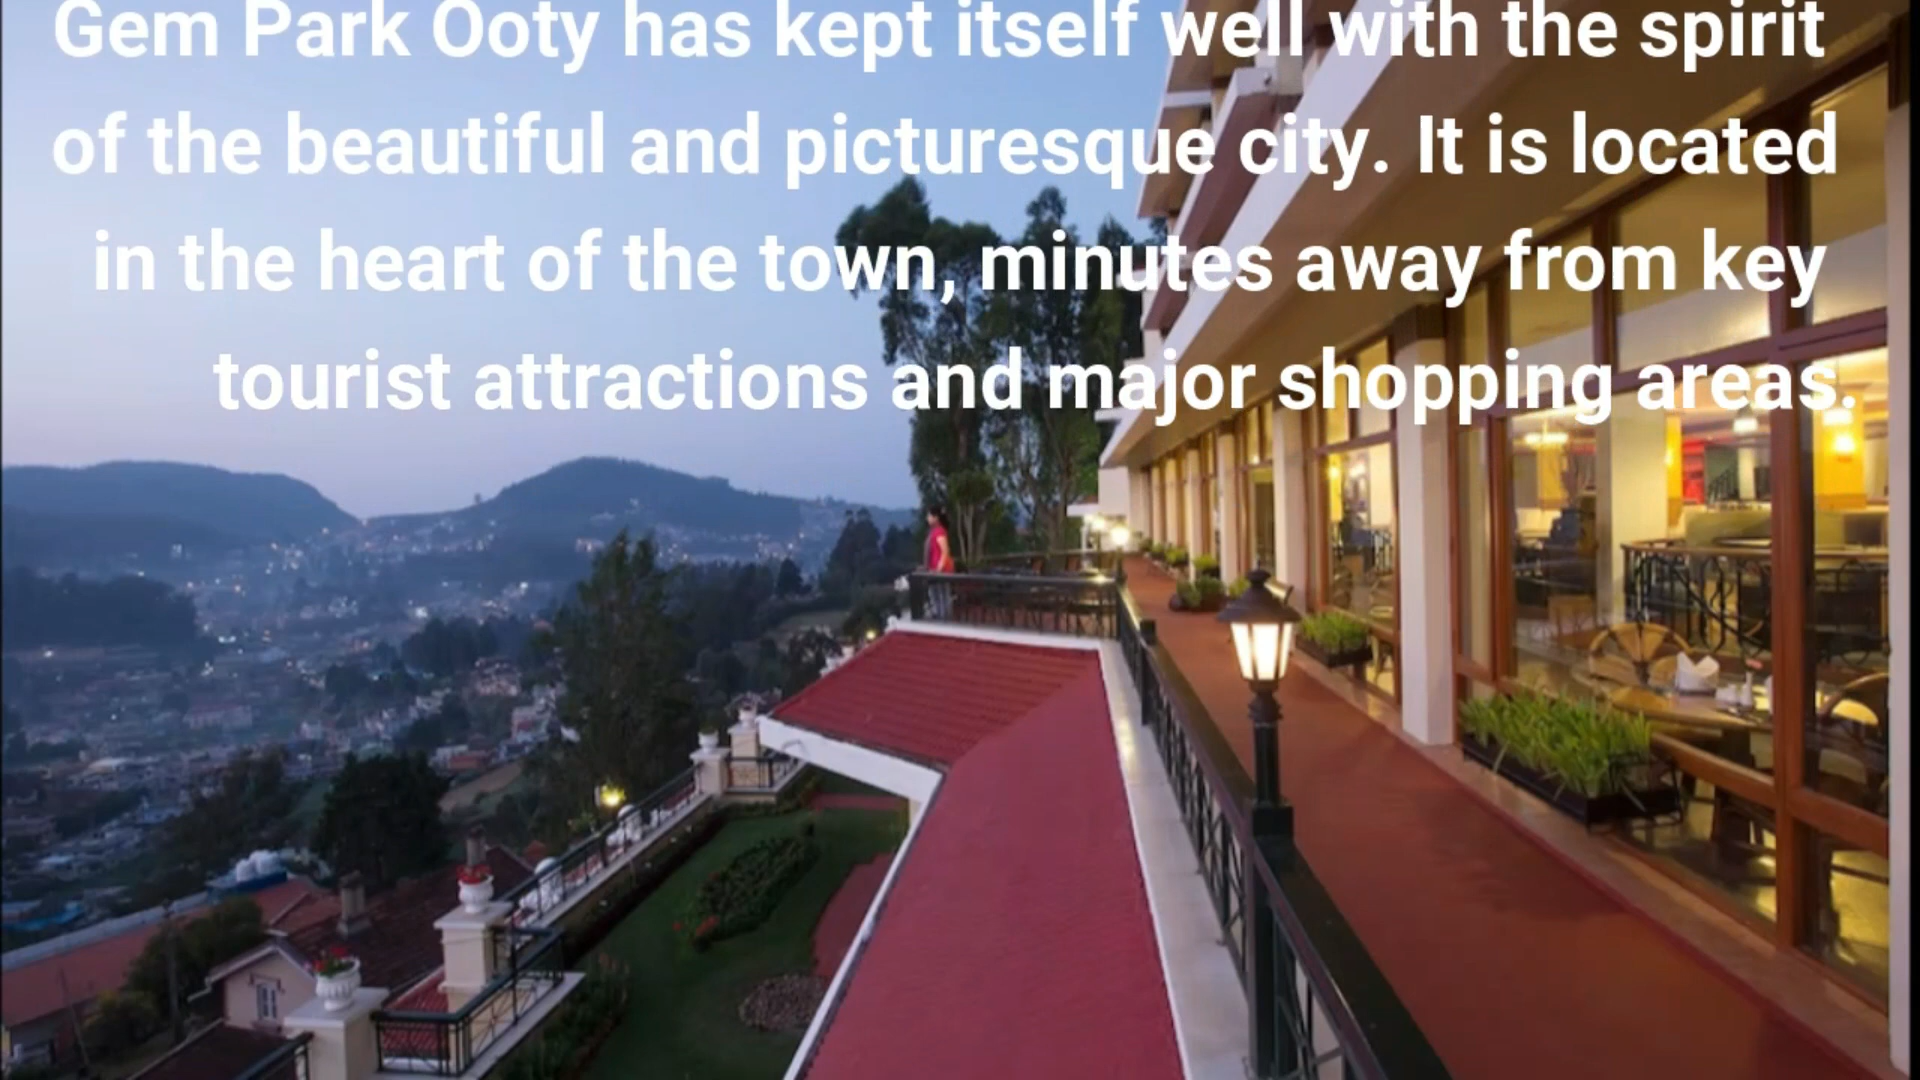 Gem Park Ooty has kept itself well with the spirit
of the beautiful and picturesque city. It is located
in the heart of the town, minutes away from key
tourist attractions and major shopping areas.